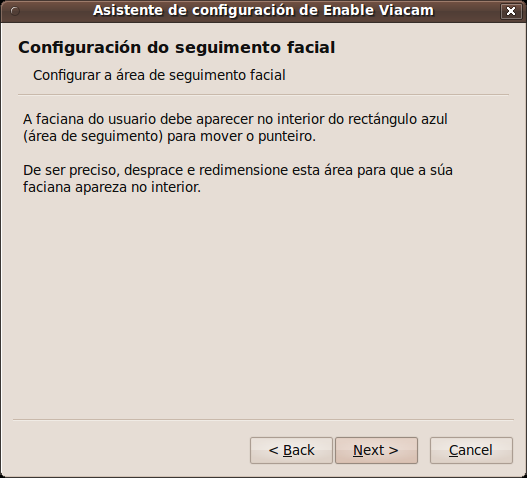 Asistente de configuración de Enable Viacam
Configuración do seguimento facial
Configurar a área de seguimento facial
A faciana do usuario debe aparecer no interior do rectángulo azul
(área de seguimento) para mover o punteiro.
De ser preciso, desprace e redimensione esta área para que a súa
faciana apareza no interior.
< Back
Next >
Cancel